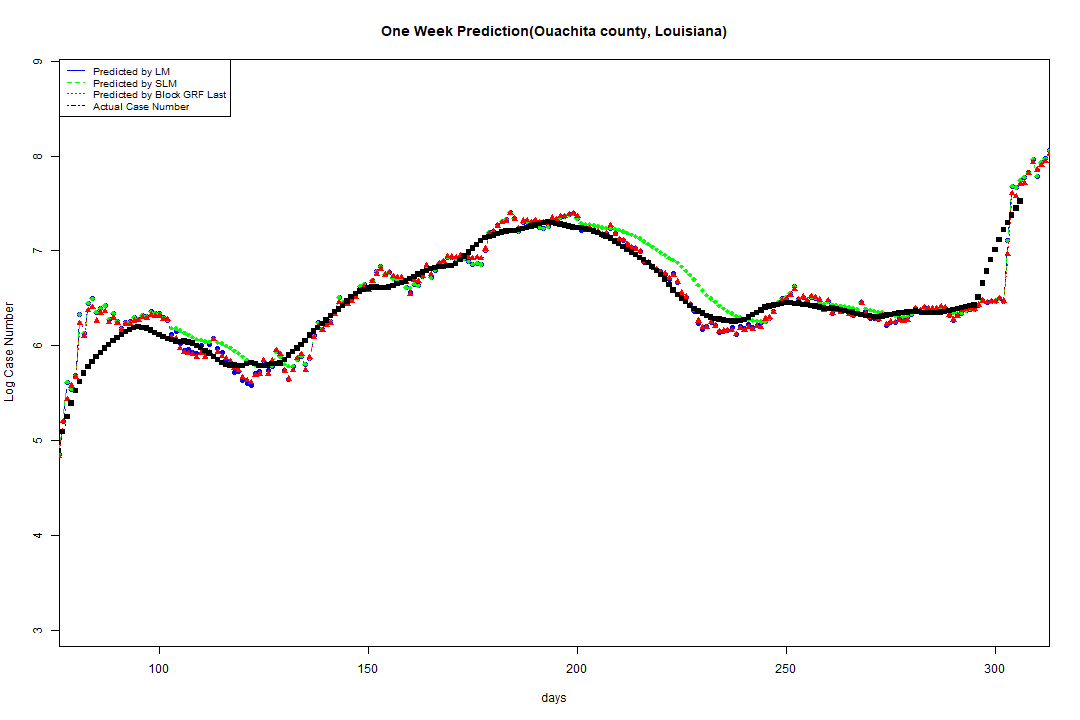 One Week Prediction(Ouachita county, Louisiana)
Predicted by LM
Predicted by SLM
Predicted by Block GRF Last
Actual Case Number
9
8
7
6
5
4
3
Log Case Number
100 150 200 250 300
days